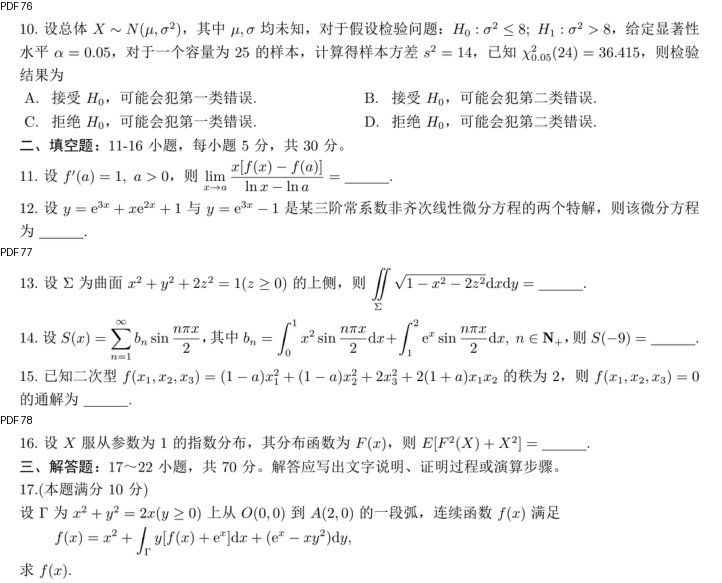 PDF76
10. 设总体 X ~ N(μ, σ²)，其中 μ, σ 均未知，对于假设检验问题：H₀ : σ² ≤ 8; H₁ : σ² > 8，给定显著性
水平 α = 0.05，对于一个容量为 25 的样本，计算得样本方差 s² = 14，已知 χ²₀.₀₅(24) = 36.415，则检验
结果为
A. 接受 H₀，可能会犯第一类错误. B. 接受 H₀，可能会犯第二类错误.
C. 拒绝 H₀，可能会犯第一类错误. D. 拒绝 H₀，可能会犯第二类错误.
二、填空题：11-16 小题，每小题 5 分，共 30 分。
11. 设 f′(a) = 1, a > 0，则 lim_{x→a} x[f(x) − f(a)] / (ln x − ln a) = ______.
12. 设 y = e^{3x} + xe^{2x} + 1 与 y = e^{3x} − 1 是某三阶常系数非齐次线性微分方程的两个特解，则该微分方程
为 ______.
PDF77
13. 设 Σ 为曲面 x² + y² + 2z² = 1(z ≥ 0) 的上侧，则 ∬_Σ √(1 − x² − 2z²) dxdy = ______.
14. 设 S(x) = ∑_{n=1}^{∞} bₙ sin (nπx/2)，其中 bₙ = ∫₀¹ x² sin (nπx/2) dx + ∫₁² eˣ sin (nπx/2) dx, n ∈ N₊，则 S(−9) = ______.
15. 已知二次型 f(x₁, x₂, x₃) = (1 − a)x₁² + (1 − a)x₂² + 2x₃² + 2(1 + a)x₁x₂ 的秩为 2，则 f(x₁, x₂, x₃) = 0
的通解为 ______.
PDF78
16. 设 X 服从参数为 1 的指数分布，其分布函数为 F(x)，则 E[F²(X) + X²] = ______.
三、解答题：17～22 小题，共 70 分。解答应写出文字说明、证明过程或演算步骤。
17.(本题满分 10 分)
设 Γ 为 x² + y² = 2x(y ≥ 0) 上从 O(0,0) 到 A(2,0) 的一段弧，连续函数 f(x) 满足
f(x) = x² + ∫_Γ y[f(x) + eˣ]dx + (eˣ − xy²)dy,
求 f(x).